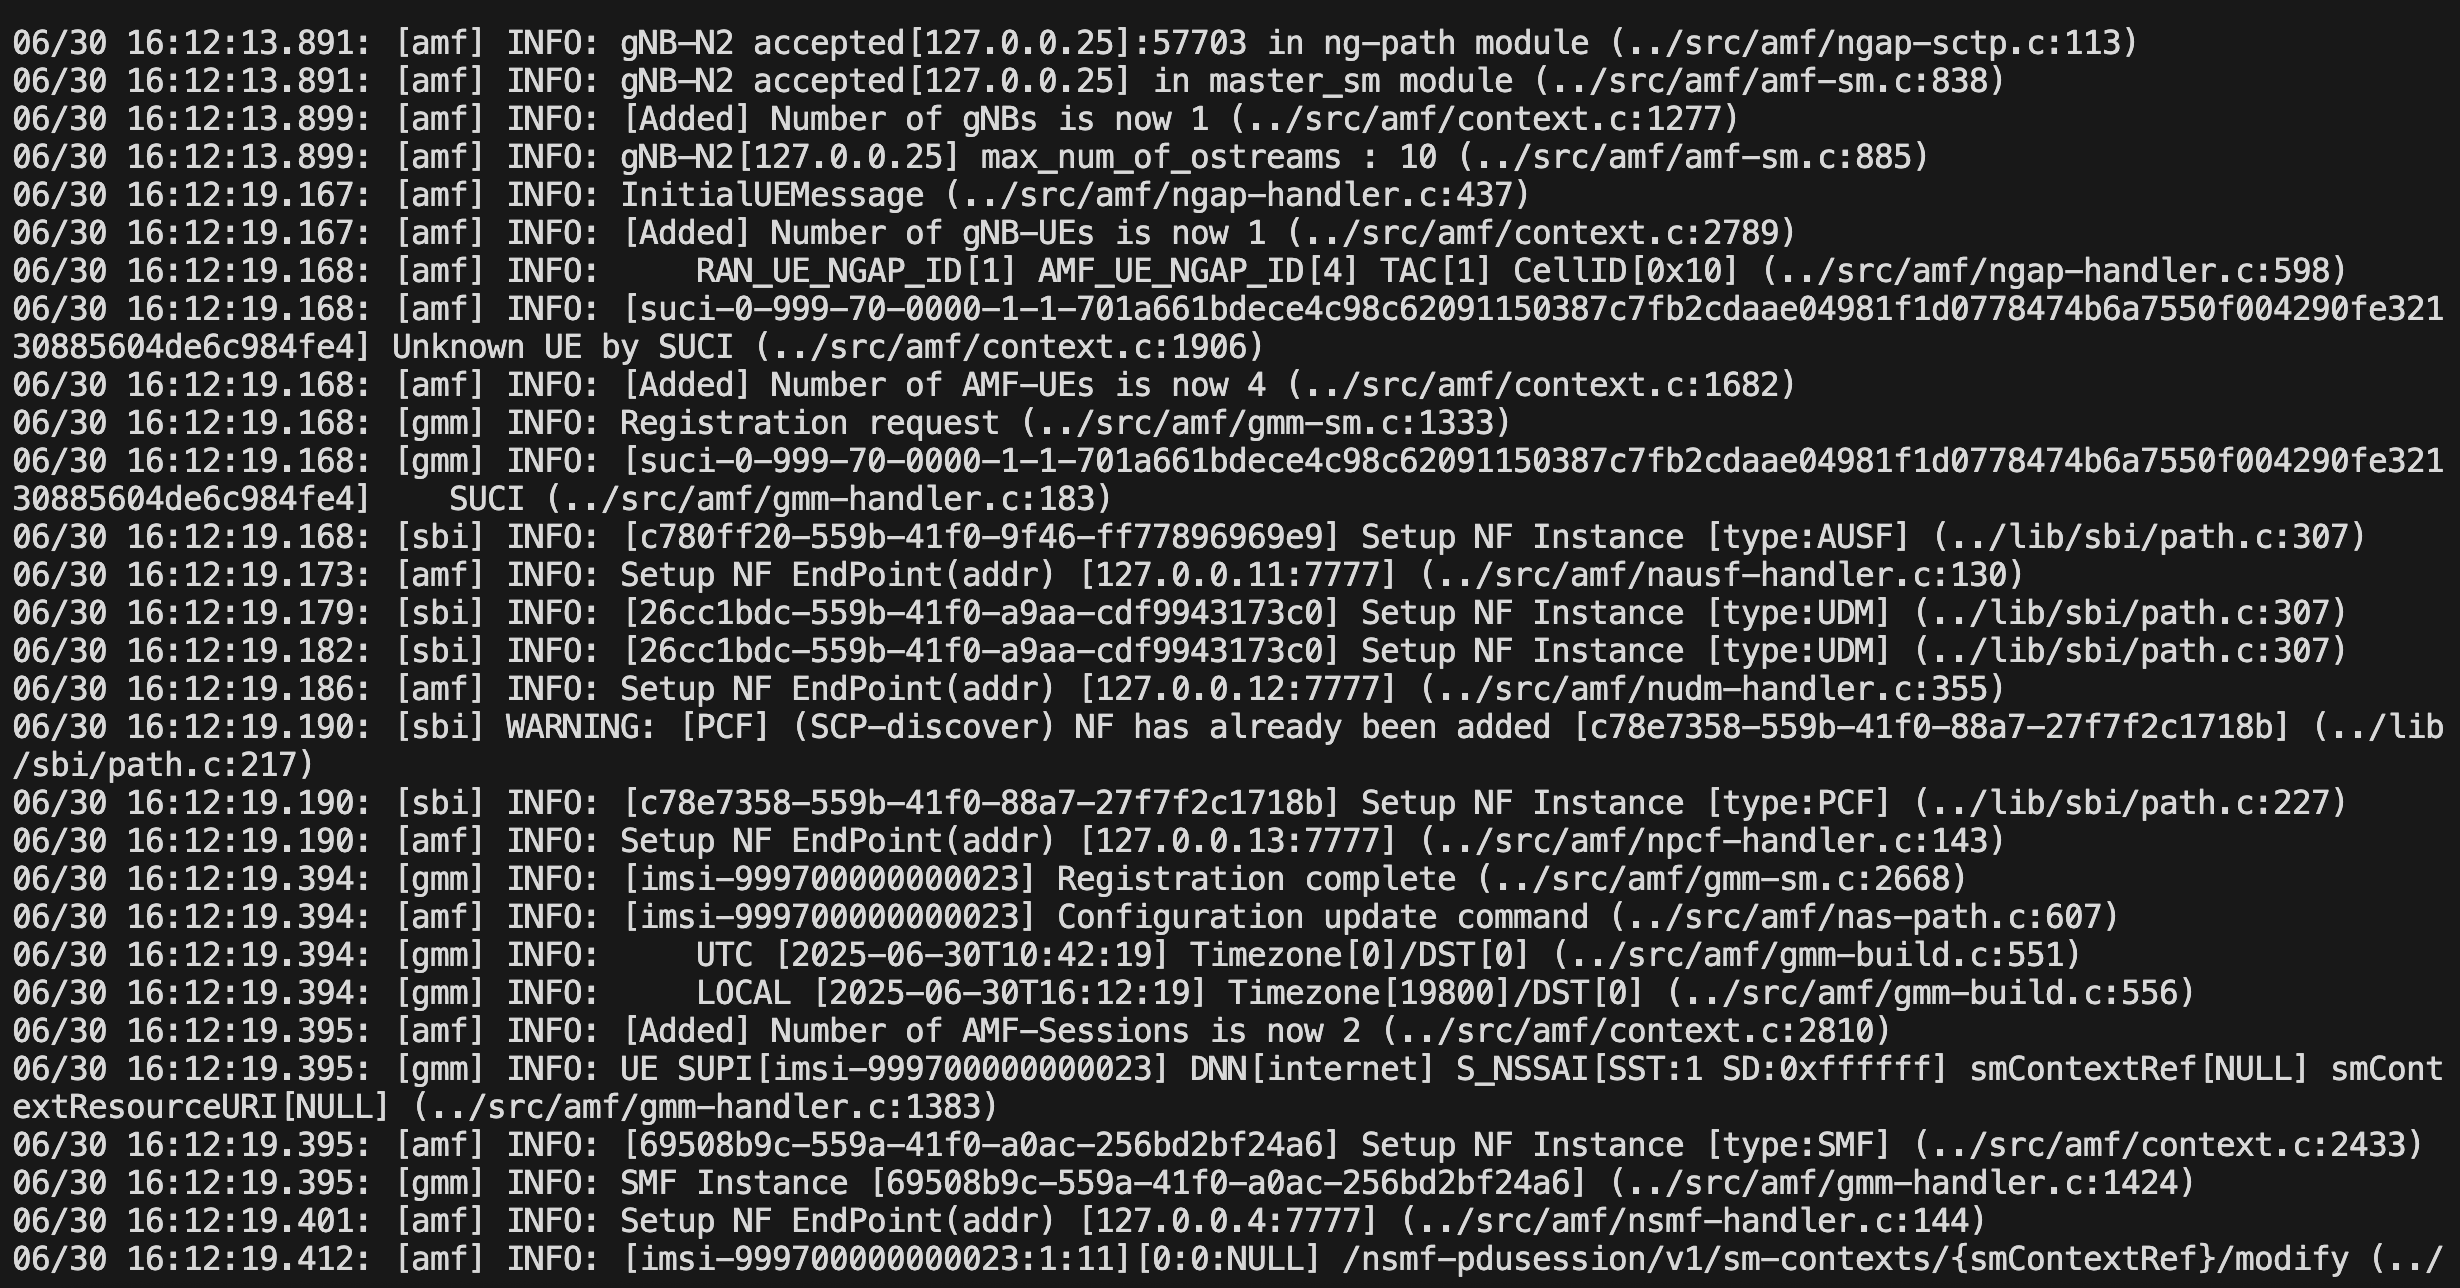 06/30 16:12:13.891: [amf] INFO: gNB-N2 accepted[127.0.0.25]:57703 in ng-path module (../src/amf/ngap-sctp.c:113)
06/30 16:12:13.891: [amf] INFO: gNB-N2 accepted[127.0.0.25] in master_sm module (../src/amf/amf-sm.c:838)
06/30 16:12:13.899: [amf] INFO: [Added] Number of gNBs is now 1 (../src/amf/context.c:1277)
06/30 16:12:13.899: [amf] INFO: gNB-N2[127.0.0.25] max_num_of_ostreams : 10 (../src/amf/amf-sm.c:885)
06/30 16:12:19.167: [amf] INFO: InitialUEMessage (../src/amf/ngap-handler.c:437)
06/30 16:12:19.167: [amf] INFO: [Added] Number of gNB-UEs is now 1 (../src/amf/context.c:2789)
06/30 16:12:19.168: [amf] INFO:     RAN_UE_NGAP_ID[1] AMF_UE_NGAP_ID[4] TAC[1] CellID[0x10] (../src/amf/ngap-handler.c:598)
06/30 16:12:19.168: [amf] INFO: [suci-0-999-70-0000-1-1-701a661bdece4c98c62091150387c7fb2cdaae04981f1d0778474b6a7550f004290fe321
30885604de6c984fe4] Unknown UE by SUCI (../src/amf/context.c:1906)
06/30 16:12:19.168: [amf] INFO: [Added] Number of AMF-UEs is now 4 (../src/amf/context.c:1682)
06/30 16:12:19.168: [gmm] INFO: Registration request (../src/amf/gmm-sm.c:1333)
06/30 16:12:19.168: [gmm] INFO: [suci-0-999-70-0000-1-1-701a661bdece4c98c62091150387c7fb2cdaae04981f1d0778474b6a7550f004290fe321
30885604de6c984fe4]    SUCI (../src/amf/gmm-handler.c:183)
06/30 16:12:19.168: [sbi] INFO: [c780ff20-559b-41f0-9f46-ff77896969e9] Setup NF Instance [type:AUSF] (../lib/sbi/path.c:307)
06/30 16:12:19.173: [amf] INFO: Setup NF EndPoint(addr) [127.0.0.11:7777] (../src/amf/nausf-handler.c:130)
06/30 16:12:19.179: [sbi] INFO: [26cc1bdc-559b-41f0-a9aa-cdf9943173c0] Setup NF Instance [type:UDM] (../lib/sbi/path.c:307)
06/30 16:12:19.182: [sbi] INFO: [26cc1bdc-559b-41f0-a9aa-cdf9943173c0] Setup NF Instance [type:UDM] (../lib/sbi/path.c:307)
06/30 16:12:19.186: [amf] INFO: Setup NF EndPoint(addr) [127.0.0.12:7777] (../src/amf/nudm-handler.c:355)
06/30 16:12:19.190: [sbi] WARNING: [PCF] (SCP-discover) NF has already been added [c78e7358-559b-41f0-88a7-27f7f2c1718b] (../lib
/sbi/path.c:217)
06/30 16:12:19.190: [sbi] INFO: [c78e7358-559b-41f0-88a7-27f7f2c1718b] Setup NF Instance [type:PCF] (../lib/sbi/path.c:227)
06/30 16:12:19.190: [amf] INFO: Setup NF EndPoint(addr) [127.0.0.13:7777] (../src/amf/npcf-handler.c:143)
06/30 16:12:19.394: [gmm] INFO: [imsi-999700000000023] Registration complete (../src/amf/gmm-sm.c:2668)
06/30 16:12:19.394: [amf] INFO: [imsi-999700000000023] Configuration update command (../src/amf/nas-path.c:607)
06/30 16:12:19.394: [gmm] INFO:     UTC [2025-06-30T10:42:19] Timezone[0]/DST[0] (../src/amf/gmm-build.c:551)
06/30 16:12:19.394: [gmm] INFO:     LOCAL [2025-06-30T16:12:19] Timezone[19800]/DST[0] (../src/amf/gmm-build.c:556)
06/30 16:12:19.395: [amf] INFO: [Added] Number of AMF-Sessions is now 2 (../src/amf/context.c:2810)
06/30 16:12:19.395: [gmm] INFO: UE SUPI[imsi-999700000000023] DNN[internet] S_NSSAI[SST:1 SD:0xffffff] smContextRef[NULL] smCont
extResourceURI[NULL] (../src/amf/gmm-handler.c:1383)
06/30 16:12:19.395: [amf] INFO: [69508b9c-559a-41f0-a0ac-256bd2bf24a6] Setup NF Instance [type:SMF] (../src/amf/context.c:2433)
06/30 16:12:19.395: [gmm] INFO: SMF Instance [69508b9c-559a-41f0-a0ac-256bd2bf24a6] (../src/amf/gmm-handler.c:1424)
06/30 16:12:19.401: [amf] INFO: Setup NF EndPoint(addr) [127.0.0.4:7777] (../src/amf/nsmf-handler.c:144)
06/30 16:12:19.412: [amf] INFO: [imsi-999700000000023:1:11][0:0:NULL] /nsmf-pdusession/v1/sm-contexts/{smContextRef}/modify (../